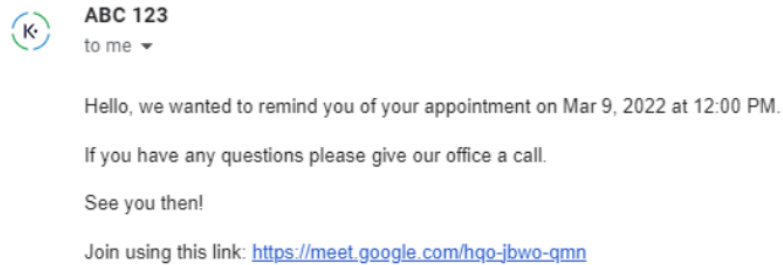 ABC 123
K·
to me
Hello, we wanted to remind you of your appointment on Mar 9, 2022 at 12:00 PM.
If you have any questions please give our office a call.
See you then!
Join using this link: https://meet.google.com/hqo-jbwo-qmn